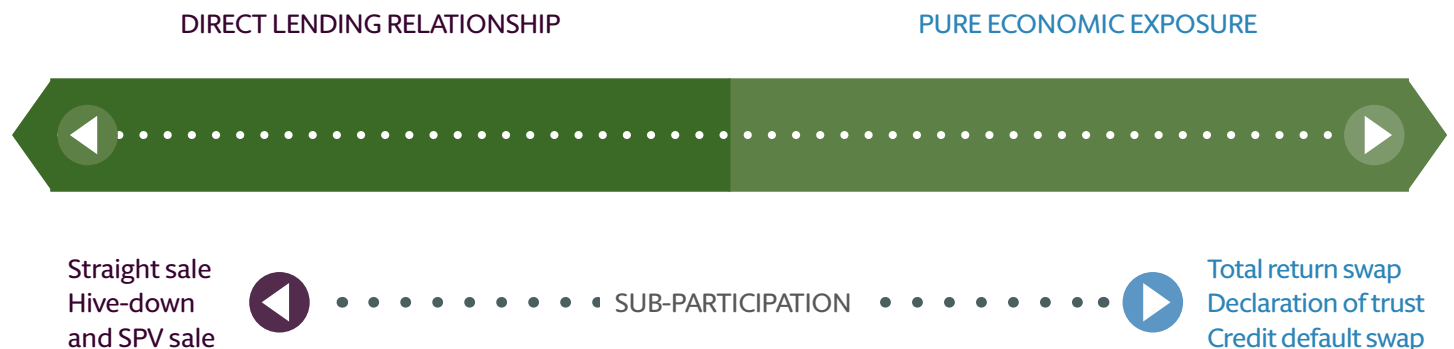 DIRECT LENDING RELATIONSHIP
PURE ECONOMIC EXPOSURE
Straight sale
Hive-down
and SPV sale
SUB-PARTICIPATION
Total return swap
Declaration of trust
Credit default swap